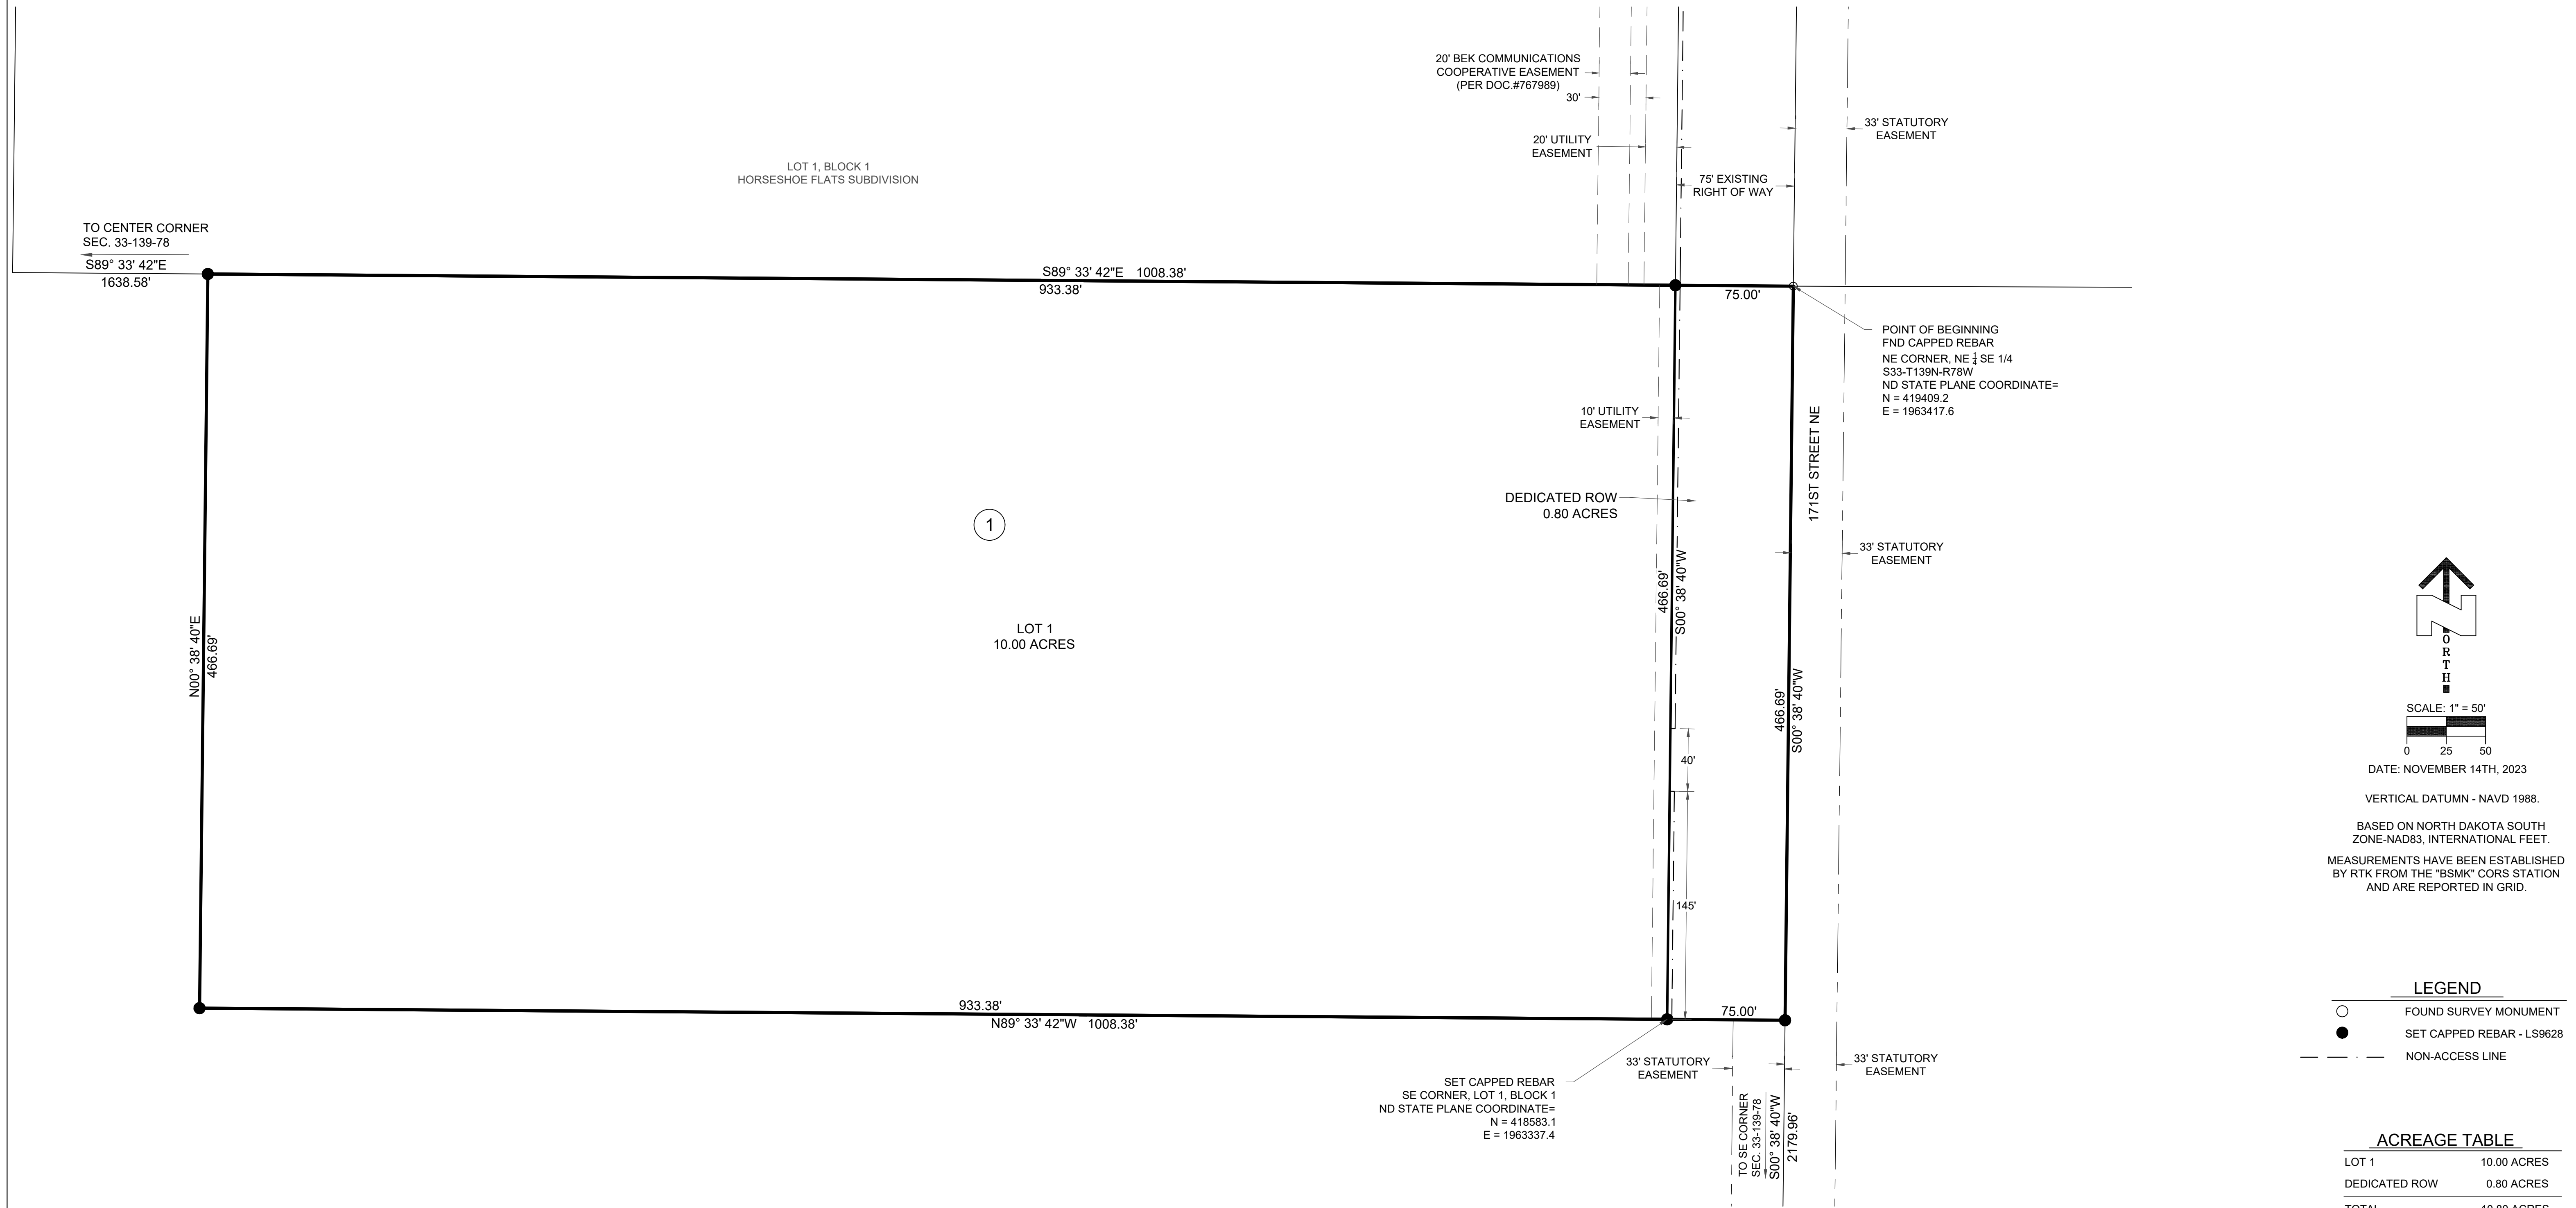 20' BEK COMMUNICATIONS
COOPERATIVE EASEMENT
(PER DOC.#767989)
30'
20' UTILITY
EASEMENT
33' STATUTORY
EASEMENT
75' EXISTING
RIGHT OF WAY
LOT 1, BLOCK 1
HORSESHOE FLATS SUBDIVISION
TO CENTER CORNER
SEC. 33-139-78
S89° 33' 42"E
1638.58'
S89° 33' 42"E 1008.38'
933.38'
75.00'
POINT OF BEGINNING
FND CAPPED REBAR
NE CORNER, NE 1/4 SE 1/4
S33-T139N-R78W
ND STATE PLANE COORDINATE=
N = 419409.2
E = 1963417.6
10' UTILITY
EASEMENT
171ST STREET NE
DEDICATED ROW
0.80 ACRES
1
33' STATUTORY
EASEMENT
466.69'
S00° 38' 40"W
LOT 1
10.00 ACRES
N00° 38' 40"E
466.69'
466.69'
S00° 38' 40"W
40'
145'
933.38'
N89° 33' 42"W 1008.38'
75.00'
33' STATUTORY
EASEMENT
33' STATUTORY
EASEMENT
SET CAPPED REBAR
SE CORNER, LOT 1, BLOCK 1
ND STATE PLANE COORDINATE=
N = 418583.1
E = 1963337.4
TO SE CORNER
SEC. 33-139-78
S00° 38' 40"W
2179.96'
N
O
R
T
H
SCALE: 1" = 50'
0 25 50
DATE: NOVEMBER 14TH, 2023
VERTICAL DATUMN - NAVD 1988.
BASED ON NORTH DAKOTA SOUTH
ZONE-NAD83, INTERNATIONAL FEET.
MEASUREMENTS HAVE BEEN ESTABLISHED
BY RTK FROM THE "BSMK" CORS STATION
AND ARE REPORTED IN GRID.
LEGEND
FOUND SURVEY MONUMENT
SET CAPPED REBAR - LS9628
NON-ACCESS LINE
ACREAGE TABLE
LOT 1 10.00 ACRES
DEDICATED ROW 0.80 ACRES
TOTAL 10.80 ACRES